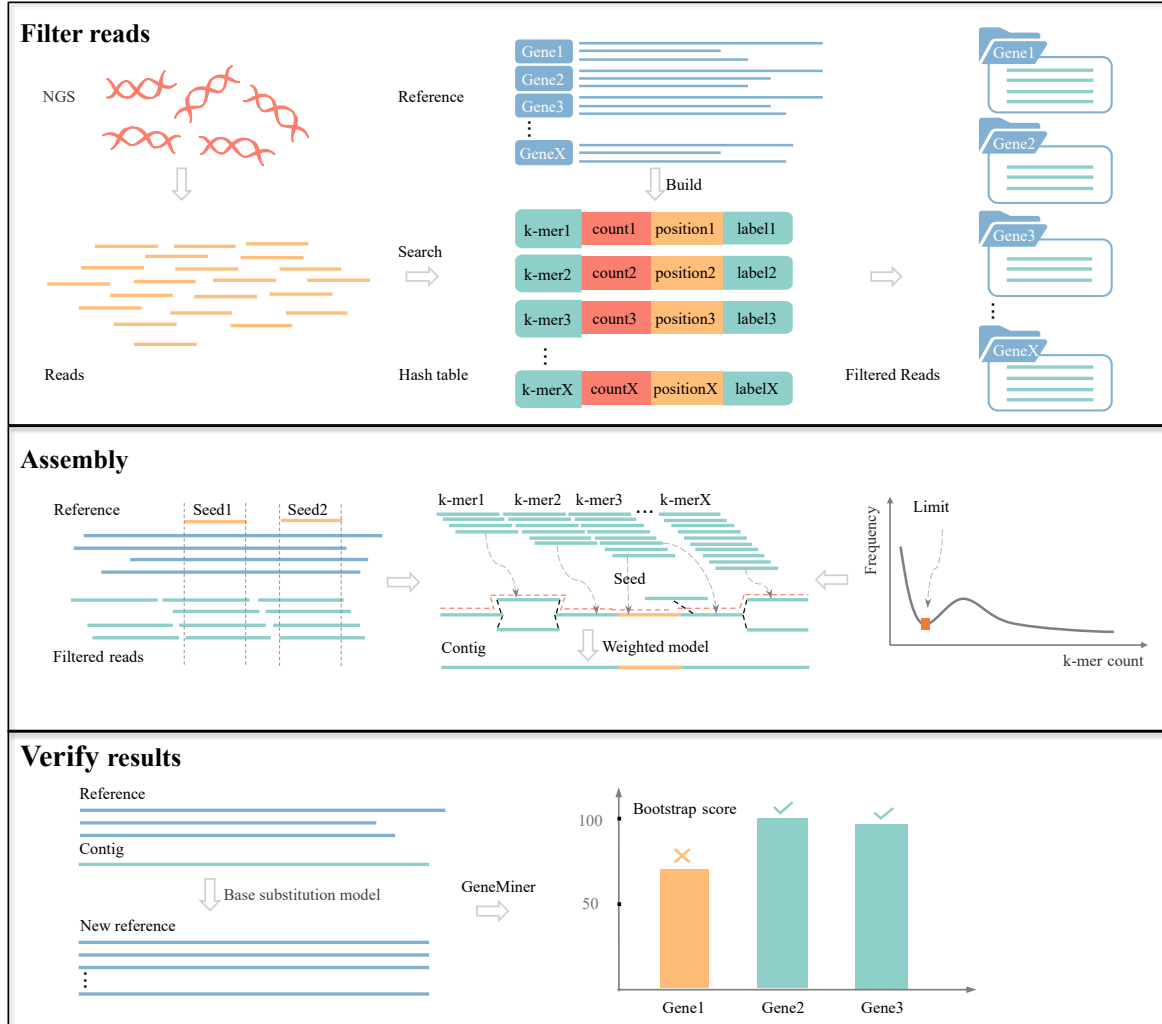 Filter reads
NGS
Reference
Gene1
Gene2
Gene3
⋮
GeneX
Build
Search
k-mer1 count1 position1 label1
k-mer2 count2 position2 label2
k-mer3 count3 position3 label3
⋮
k-merX countX positionX labelX
Reads
Hash table
Filtered Reads
Gene1
Gene2
Gene3
⋮
GeneX
Assembly
Reference
Seed1
Seed2
Filtered reads
k-mer1 k-mer2 k-mer3 ... k-merX
Seed
Contig
Weighted model
Frequency
Limit
k-mer count
Verify results
Reference
Contig
Base substitution model
New reference
⋮
GeneMiner
Bootstrap score
100
50
Gene1 Gene2 Gene3